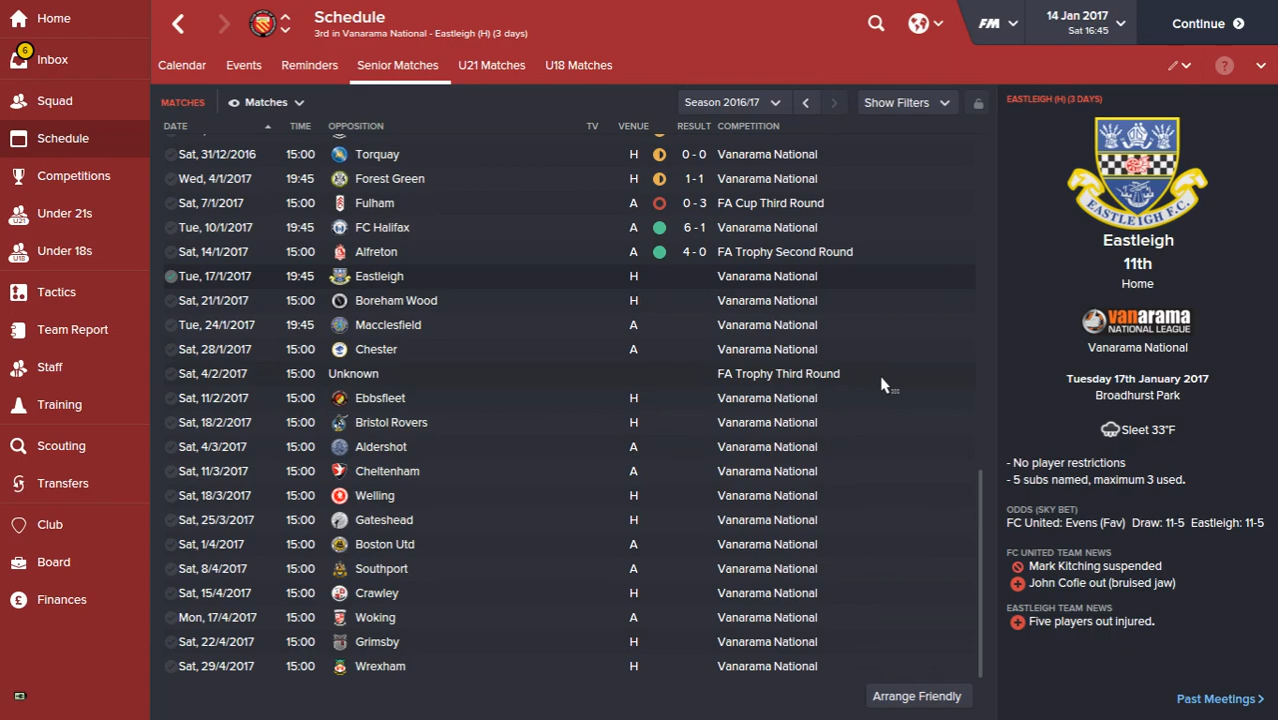 Home
6
Inbox
Squad
Schedule
Competitions
U21
Under 21s
U18
Under 18s
Tactics
Team Report
Staff
Training
Scouting
Transfers
Club
Board
Finances
Schedule
3rd in Vanarama National - Eastleigh (H) (3 days)
FM
14 Jan 2017
Sat 16:45
Continue
Calendar Events Reminders Senior Matches U21 Matches U18 Matches
?
MATCHES Matches Season 2016/17 Show Filters
DATE TIME OPPOSITION TV VENUE RESULT COMPETITION
Sat, 31/12/2016 15:00 Torquay H 0 - 0 Vanarama National
Wed, 4/1/2017 19:45 Forest Green H 1 - 1 Vanarama National
Sat, 7/1/2017 15:00 Fulham A 0 - 3 FA Cup Third Round
Tue, 10/1/2017 19:45 FC Halifax A 6 - 1 Vanarama National
Sat, 14/1/2017 15:00 Alfreton A 4 - 0 FA Trophy Second Round
Tue, 17/1/2017 19:45 Eastleigh H Vanarama National
Sat, 21/1/2017 15:00 Boreham Wood H Vanarama National
Tue, 24/1/2017 19:45 Macclesfield A Vanarama National
Sat, 28/1/2017 15:00 Chester A Vanarama National
Sat, 4/2/2017 15:00 Unknown FA Trophy Third Round
Sat, 11/2/2017 15:00 Ebbsfleet H Vanarama National
Sat, 18/2/2017 15:00 Bristol Rovers H Vanarama National
Sat, 4/3/2017 15:00 Aldershot A Vanarama National
Sat, 11/3/2017 15:00 Cheltenham A Vanarama National
Sat, 18/3/2017 15:00 Welling H Vanarama National
Sat, 25/3/2017 15:00 Gateshead H Vanarama National
Sat, 1/4/2017 15:00 Boston Utd A Vanarama National
Sat, 8/4/2017 15:00 Southport A Vanarama National
Sat, 15/4/2017 15:00 Crawley H Vanarama National
Mon, 17/4/2017 15:00 Woking A Vanarama National
Sat, 22/4/2017 15:00 Grimsby H Vanarama National
Sat, 29/4/2017 15:00 Wrexham H Vanarama National
Arrange Friendly
EASTLEIGH (H) (3 DAYS)
EASTLEIGH F.C.
Eastleigh
11th
Home
vanarama
NATIONAL LEAGUE
Vanarama National
Tuesday 17th January 2017
Broadhurst Park
Sleet 33°F
- No player restrictions
- 5 subs named, maximum 3 used.
ODDS (SKY BET)
FC United: Evens (Fav) Draw: 11-5 Eastleigh: 11-5
FC UNITED TEAM NEWS
Mark Kitching suspended
John Cofie out (bruised jaw)
EASTLEIGH TEAM NEWS
Five players out injured.
Past Meetings >